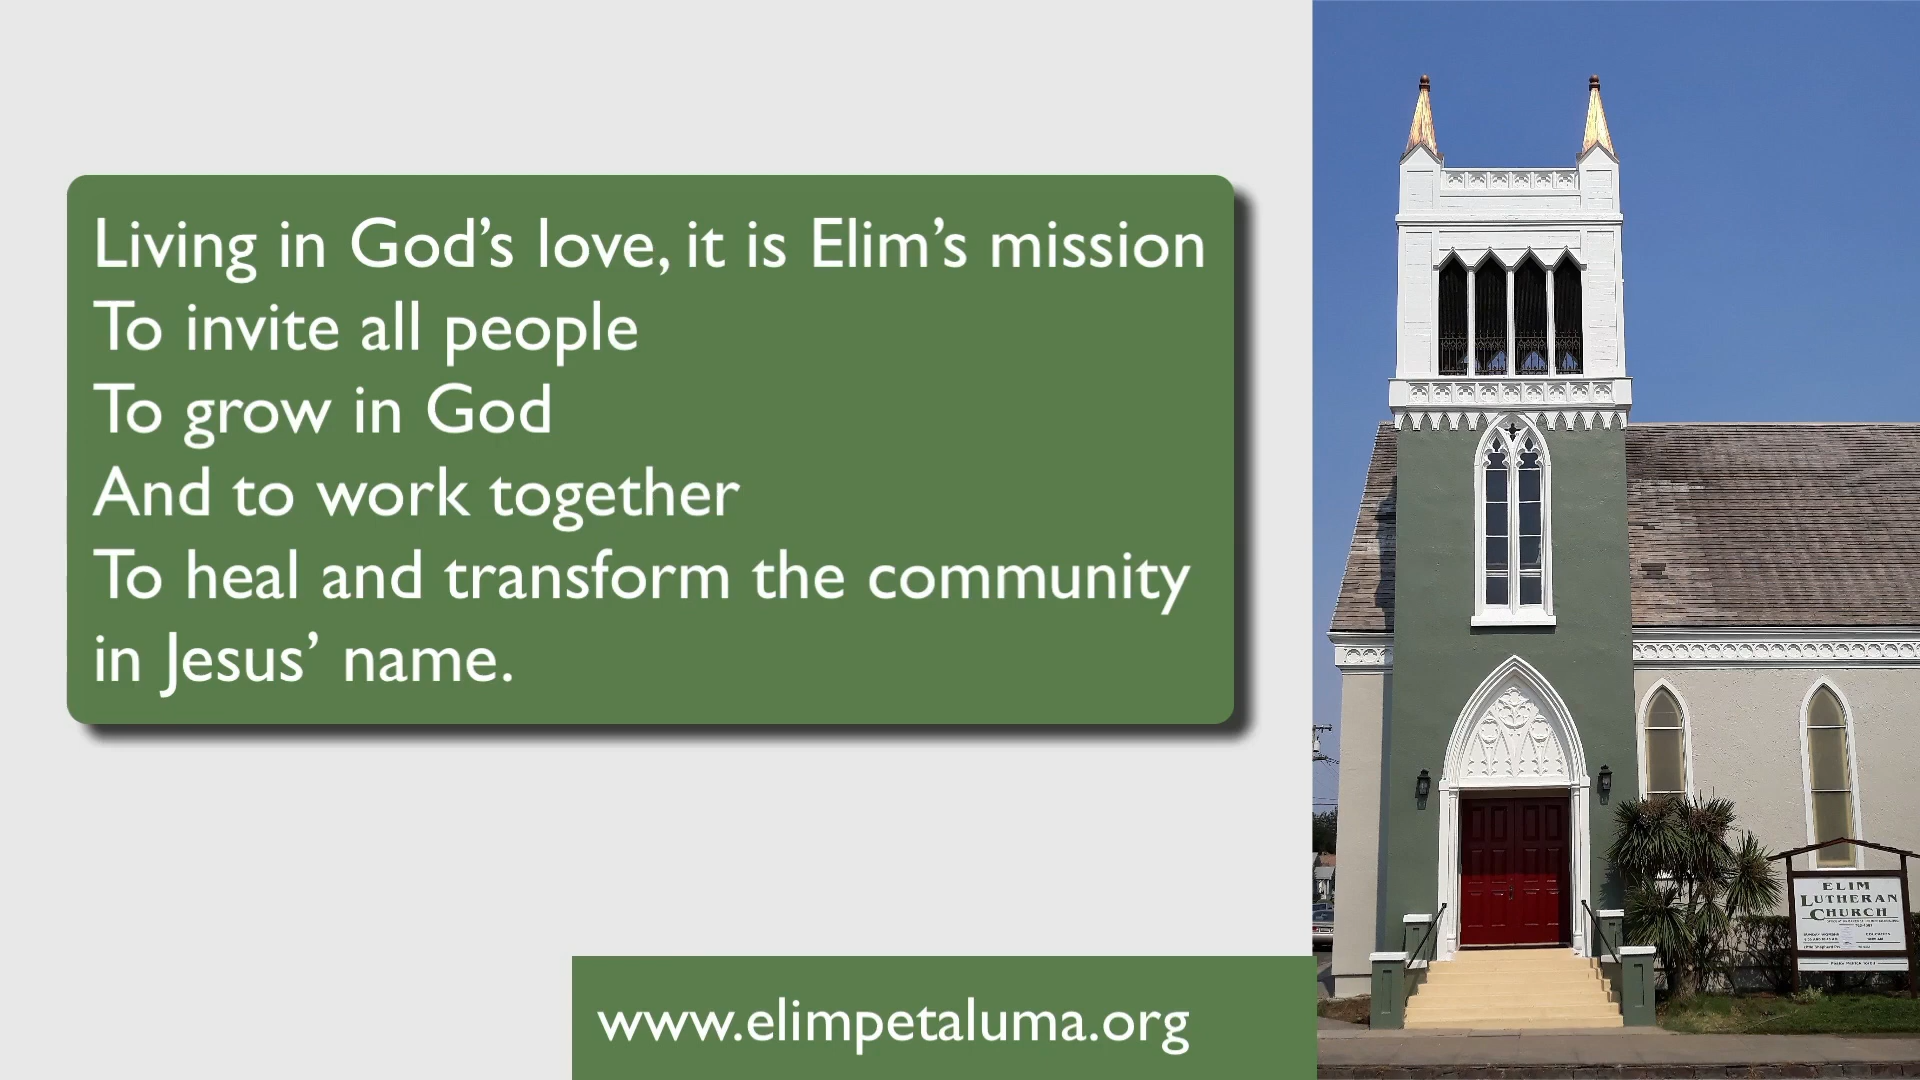 Living in God’s love, it is Elim’s mission
To invite all people
To grow in God
And to work together
To heal and transform the community
in Jesus’ name.
www.elimpetaluma.org
ELIM
LUTHERAN
CHURCH